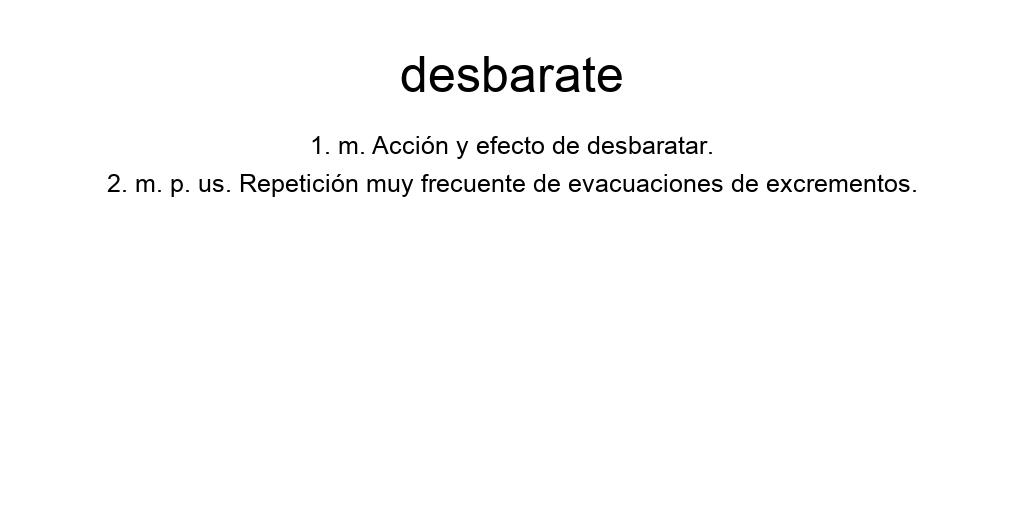 desbarate
1. m. Acción y efecto de desbaratar.
2. m. p. us. Repetición muy frecuente de evacuaciones de excrementos.